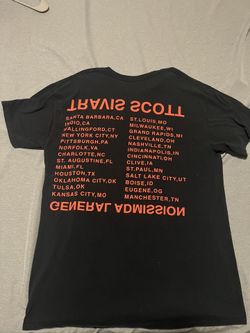 TRAVIS SCOTT
SANTA BARBARA,CA
INDIO,CA
WALLINGFORD,CT
NEW YORK CITY,NY
PITTSBURGH,PA
NORFOLK,VA
CHARLOTTE,NC
ST. AUGUSTINE,FL
MIAMI,FL
HOUSTON,TX
OKLAHOMA CITY,OK
TULSA,OK
KANSAS CITY,MO
ST.LOUIS,MO
MILWAUKEE,WI
GRAND RAPIDS,MI
CLEVELAND,OH
NASHVILLE,TN
INDIANAPOLIS,IN
CINCINNATI,OH
CLIVE,IA
ST.PAUL,MN
SALT LAKE CITY,UT
BOISE,ID
EUGENE,OG
MANCHESTER,TN
GENERAL ADMISSION